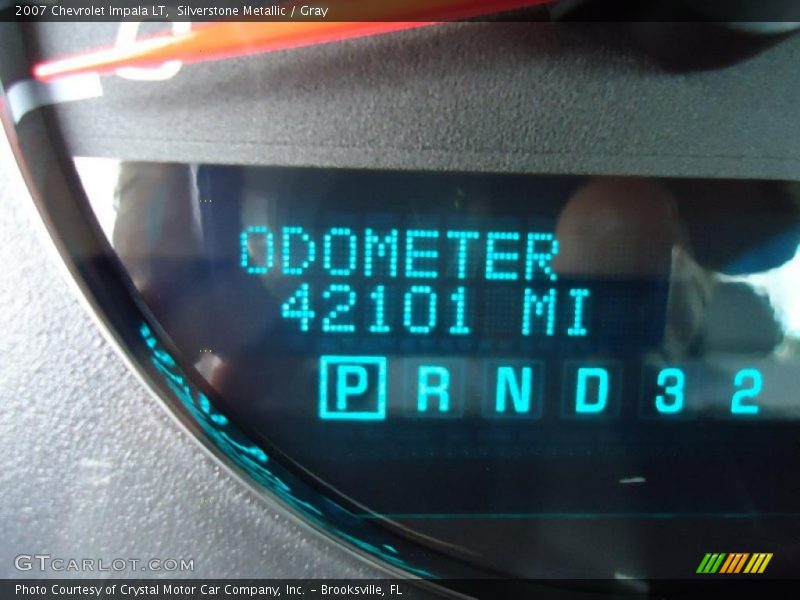 2007 Chevrolet Impala LT, Silverstone Metallic / Gray
ODOMETER
42101 MI
P R N D 3 2
GTCARLOT.COM
Photo Courtesy of Crystal Motor Car Company, Inc. - Brooksville, FL